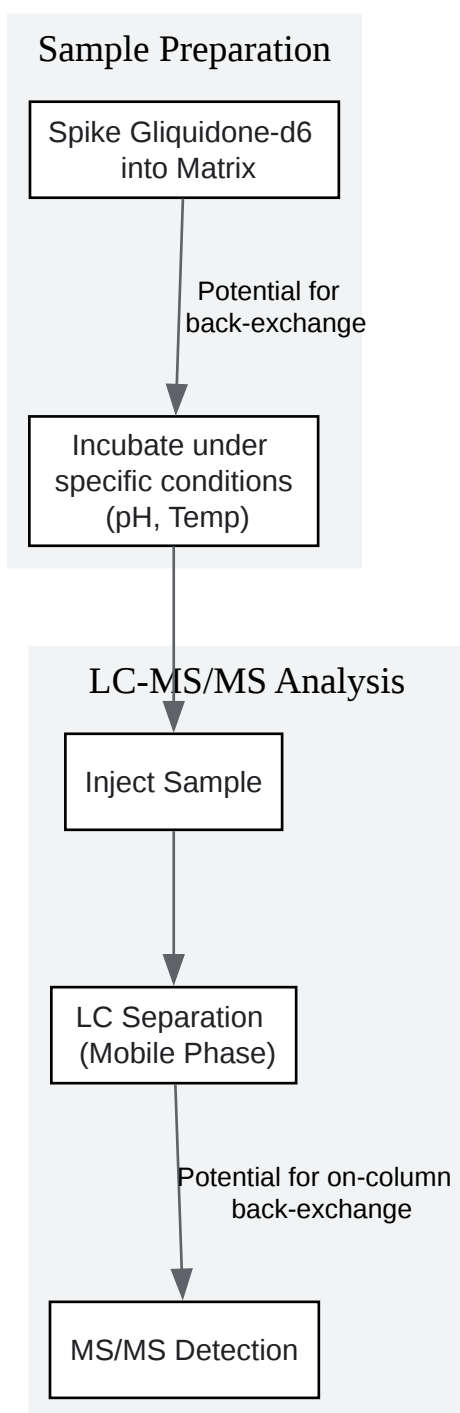 Sample Preparation
Spike Gliquidone-d6
into Matrix
Potential for
back-exchange
Incubate under
specific conditions
(pH, Temp)
LC-MS/MS Analysis
Inject Sample
LC Separation
(Mobile Phase)
Potential for on-column
back-exchange
MS/MS Detection